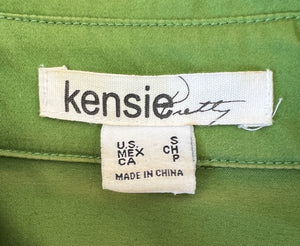 kensie Pretty
U.S. S
MEX CH
CA P
MADE IN CHINA